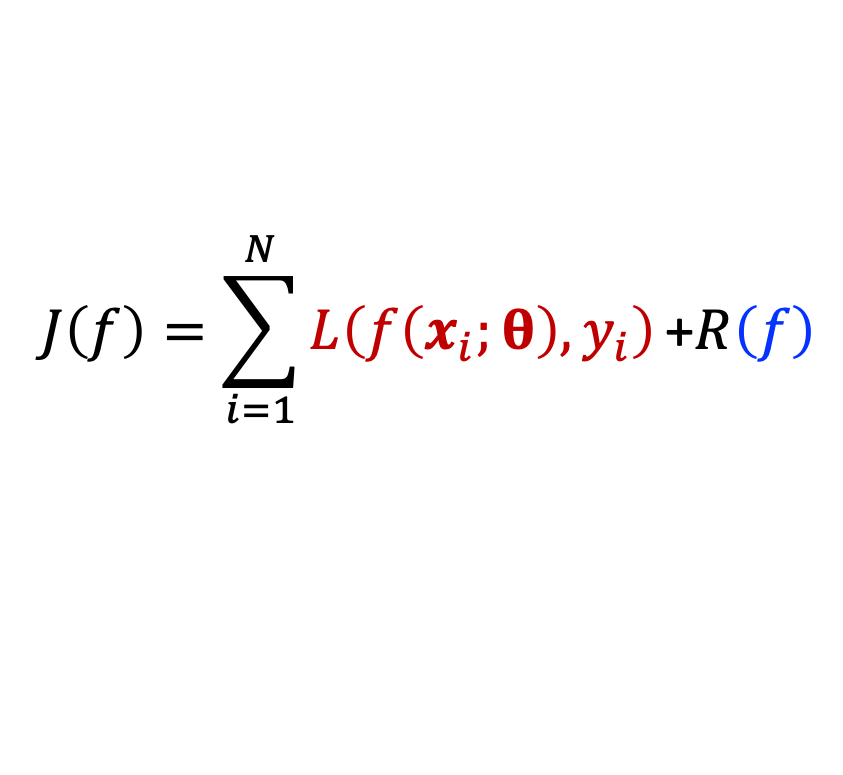 J(f) = ∑_{i=1}^{N} L(f(𝒙_i; 𝛉), y_i) +R(f)